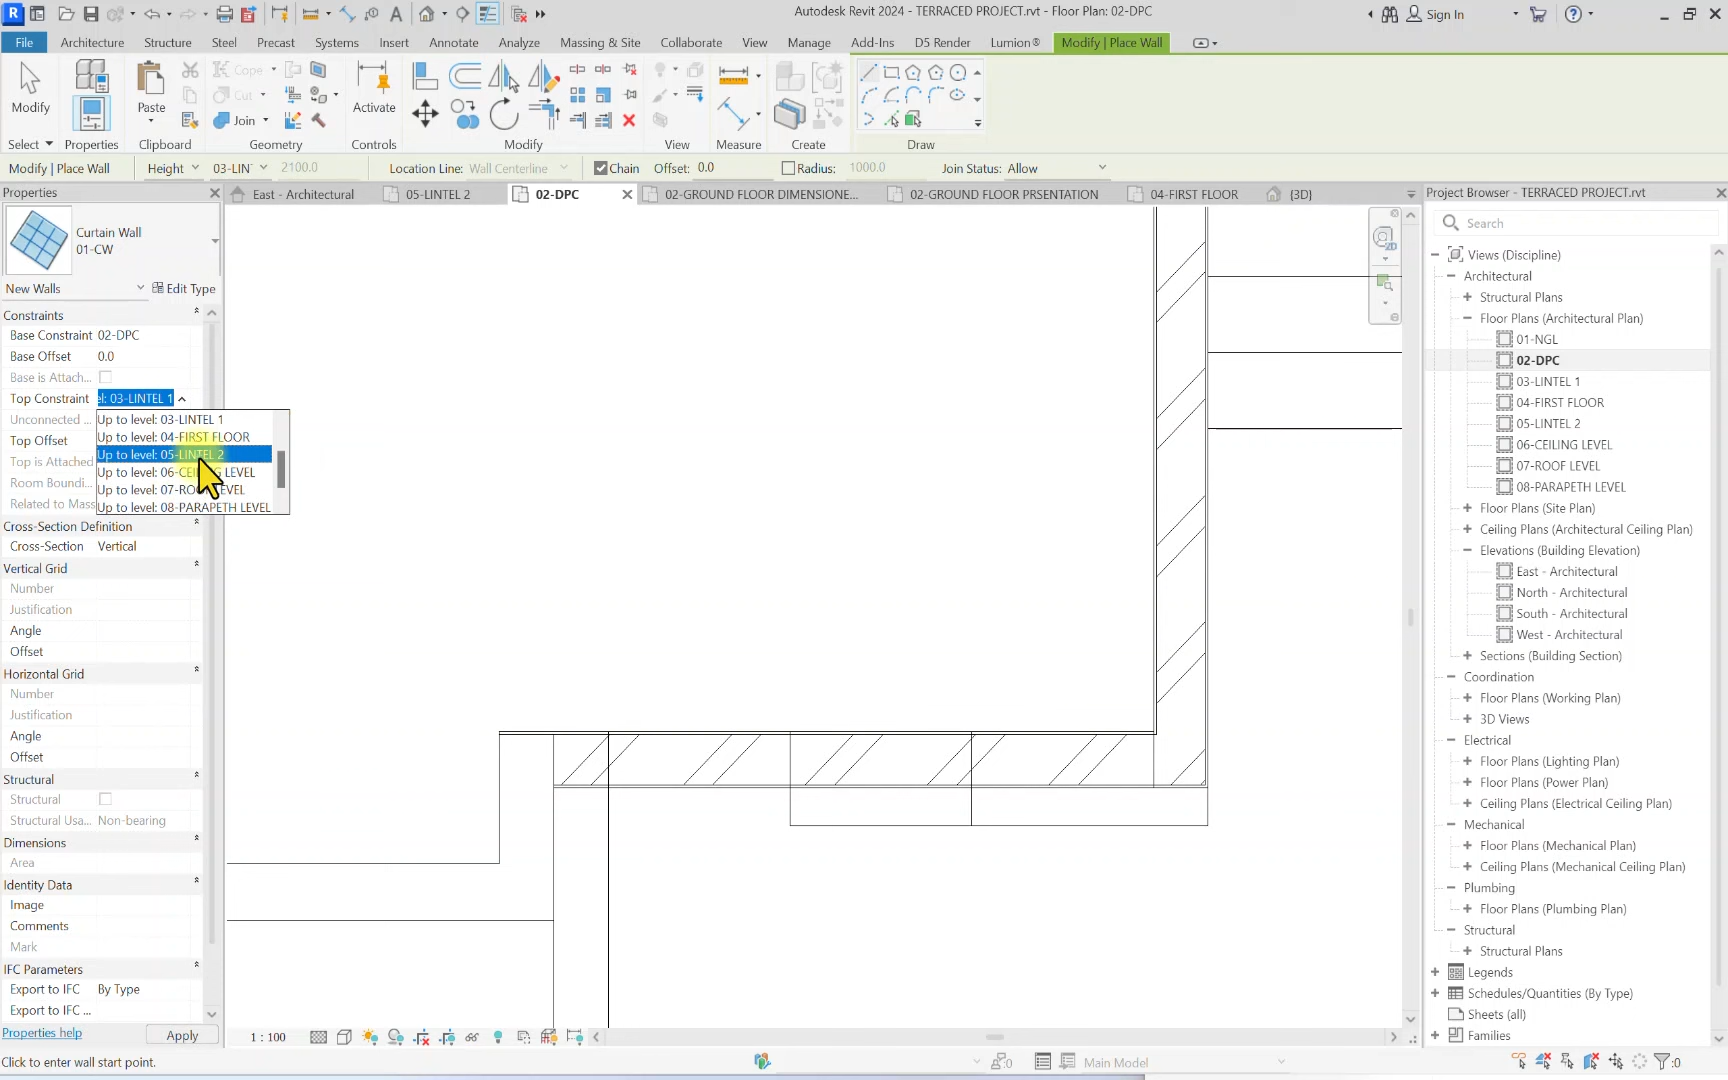 Autodesk Revit 2024 - TERRACED PROJECT.rvt - Floor Plan: 02-DPC
Sign In
File Architecture Structure Steel Precast Systems Insert Annotate Analyze Massing & Site Collaborate View Manage Add-Ins D5 Render Lumion® Modify | Place Wall
Modify
Paste
Cope
Cut
Join
Activate
Select Properties Clipboard Geometry Controls Modify View Measure Create Draw
Modify | Place Wall Height 03-LIN' 2100.0 Location Line: Wall Centerline Chain Offset: 0.0 Radius: 1000.0 Join Status: Allow
Properties
East - Architectural 05-LINTEL 2 02-DPC 02-GROUND FLOOR DIMENSIONE... 02-GROUND FLOOR PRSENTATION 04-FIRST FLOOR {3D}
Project Browser - TERRACED PROJECT.rvt
Curtain Wall
01-CW
New Walls Edit Type
Constraints
Base Constraint 02-DPC
Base Offset 0.0
Base is Attach...
Top Constraint el: 03-LINTEL 1
Unconnected ...
Top Offset
Top is Attached
Room Boundi...
Related to Mass
Up to level: 03-LINTEL 1
Up to level: 04-FIRST FLOOR
Up to level: 05-LINTEL 2
Up to level: 06-CEILING LEVEL
Up to level: 07-ROOF LEVEL
Up to level: 08-PARAPETH LEVEL
Cross-Section Definition
Cross-Section Vertical
Vertical Grid
Number
Justification
Angle
Offset
Horizontal Grid
Number
Justification
Angle
Offset
Structural
Structural
Structural Usa... Non-bearing
Dimensions
Area
Identity Data
Image
Comments
Mark
IFC Parameters
Export to IFC By Type
Export to IFC ...
Properties help Apply
Search
Views (Discipline)
Architectural
Structural Plans
Floor Plans (Architectural Plan)
01-NGL
02-DPC
03-LINTEL 1
04-FIRST FLOOR
05-LINTEL 2
06-CEILING LEVEL
07-ROOF LEVEL
08-PARAPETH LEVEL
Floor Plans (Site Plan)
Ceiling Plans (Architectural Ceiling Plan)
Elevations (Building Elevation)
East - Architectural
North - Architectural
South - Architectural
West - Architectural
Sections (Building Section)
Coordination
Floor Plans (Working Plan)
3D Views
Electrical
Floor Plans (Lighting Plan)
Floor Plans (Power Plan)
Ceiling Plans (Electrical Ceiling Plan)
Mechanical
Floor Plans (Mechanical Plan)
Ceiling Plans (Mechanical Ceiling Plan)
Plumbing
Floor Plans (Plumbing Plan)
Structural
Structural Plans
Legends
Schedules/Quantities (By Type)
Sheets (all)
Families
1 : 100
Click to enter wall start point.
:0
Main Model
:0